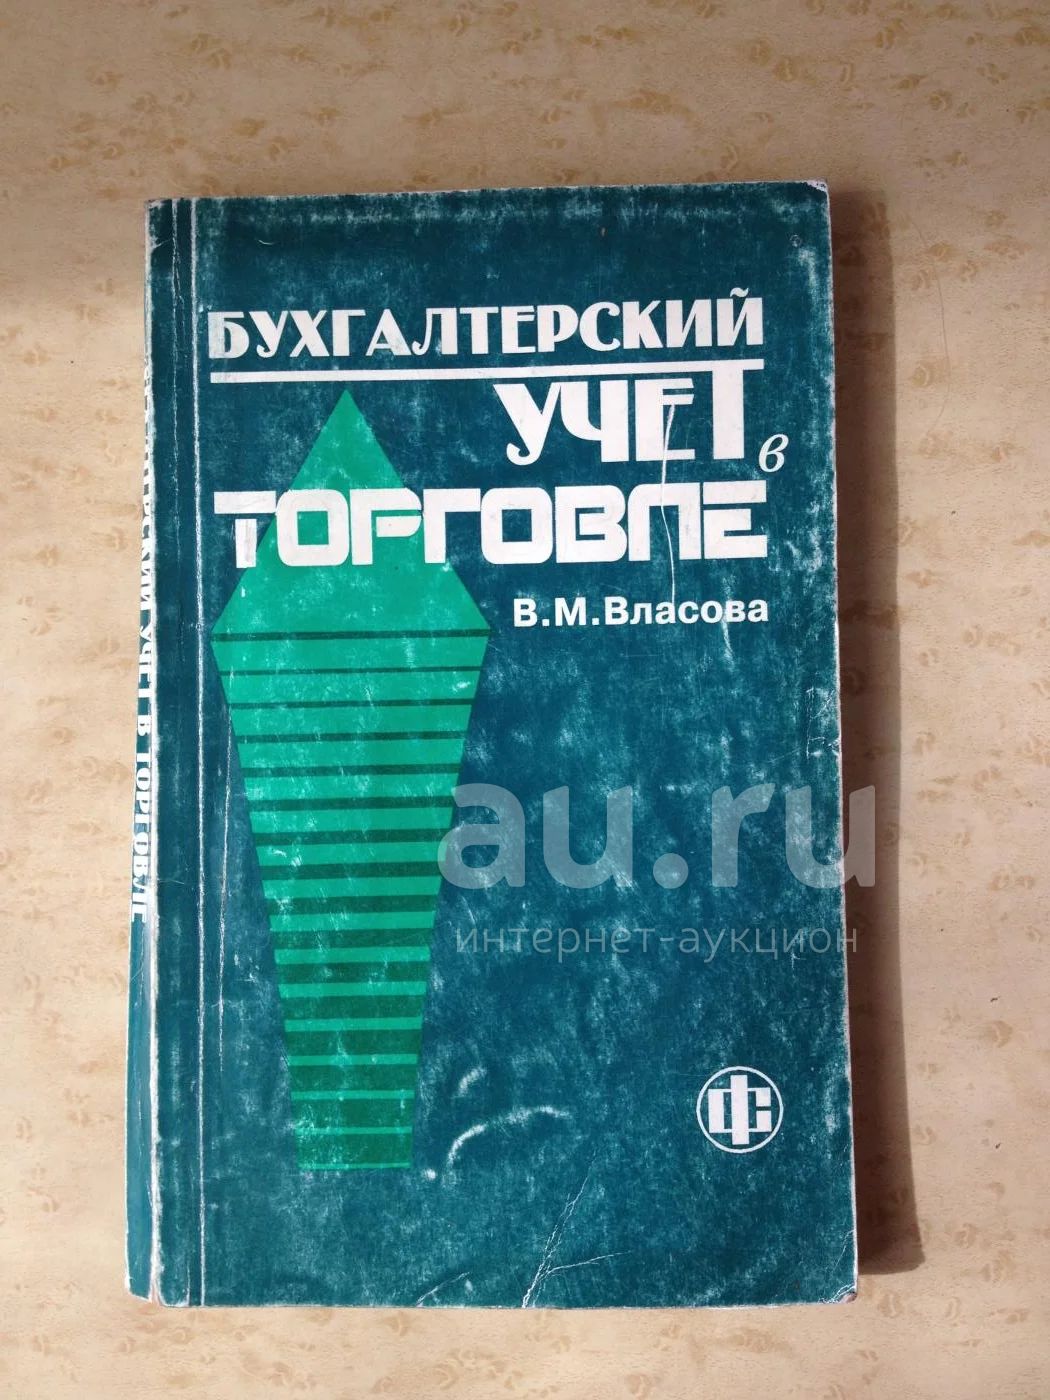 БУХГАЛТЕРСКИЙ
УЧЕТ в
ТОРГОВЛЕ
В.М.Власова
au.ru
интернет-аукцион
ФС
БУХГАЛТЕРСКИЙ УЧЕТ В ТОРГОВЛЕ